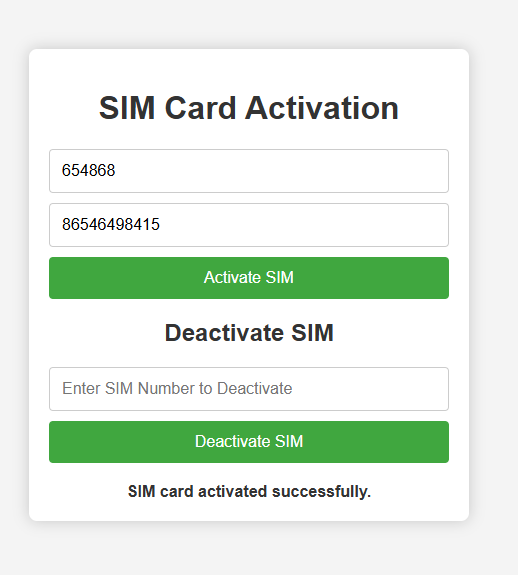 SIM Card Activation
654868
86546498415
Activate SIM
Deactivate SIM
Enter SIM Number to Deactivate
Deactivate SIM
SIM card activated successfully.